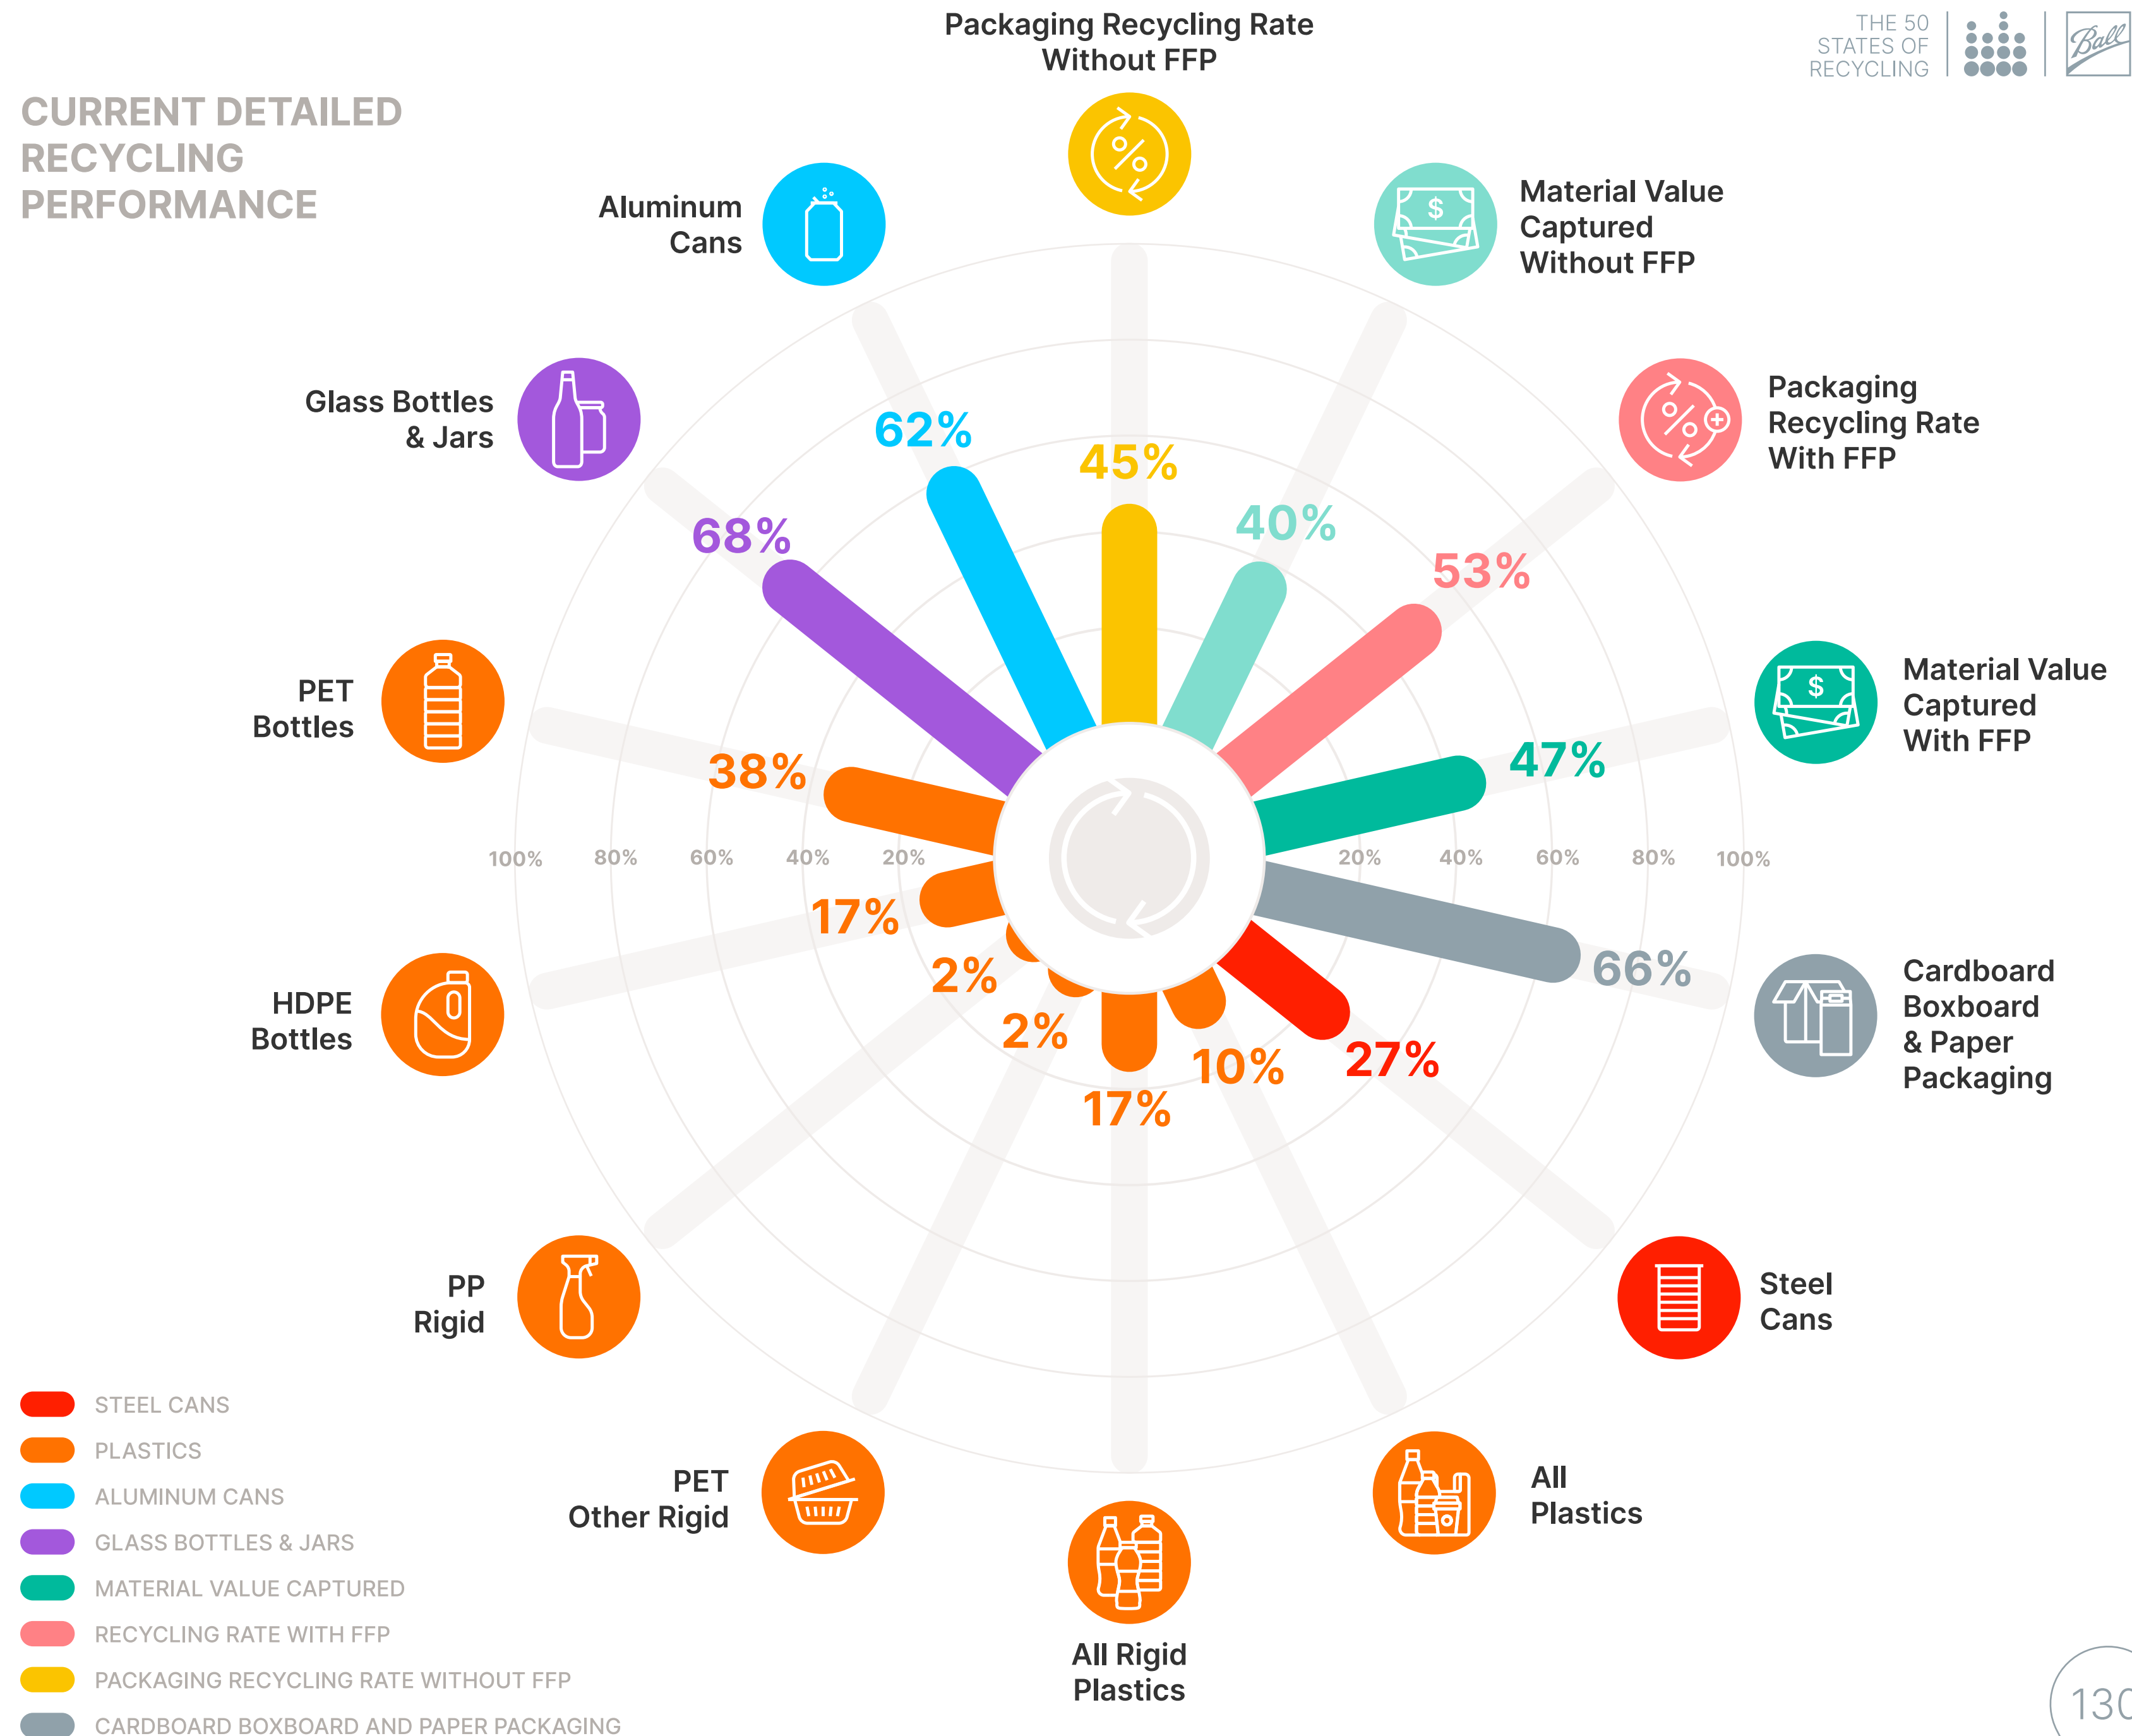 Packaging Recycling Rate
Without FFP
THE 50
STATES OF
RECYCLING
Ball
CURRENT DETAILED
RECYCLING
PERFORMANCE
Aluminum
Cans
$
Material Value
Captured
Without FFP
Glass Bottles
& Jars
Packaging
Recycling Rate
With FFP
62%
45%
40%
68%
53%
PET
Bottles
$
Material Value
Captured
With FFP
38%
47%
100% 80% 60% 40% 20% 20% 40% 60% 80% 100%
17%
66%
2%
2%
17%
10%
27%
HDPE
Bottles
Cardboard
Boxboard
& Paper
Packaging
PP
Rigid
Steel
Cans
PET
Other Rigid
All
Plastics
All Rigid
Plastics
STEEL CANS
PLASTICS
ALUMINUM CANS
GLASS BOTTLES & JARS
MATERIAL VALUE CAPTURED
RECYCLING RATE WITH FFP
PACKAGING RECYCLING RATE WITHOUT FFP
CARDBOARD BOXBOARD AND PAPER PACKAGING
130